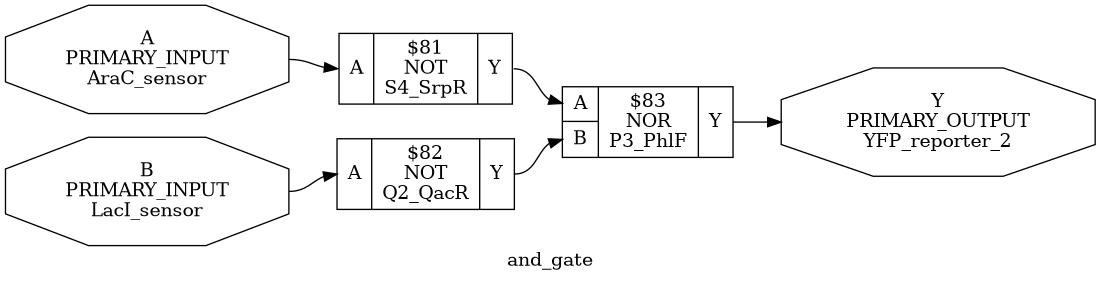 A
PRIMARY_INPUT
AraC_sensor
A
$81
NOT
S4_SrpR
Y
B
PRIMARY_INPUT
LacI_sensor
A
$82
NOT
Q2_QacR
Y
A
B
$83
NOR
P3_PhlF
Y
Y
PRIMARY_OUTPUT
YFP_reporter_2
and_gate